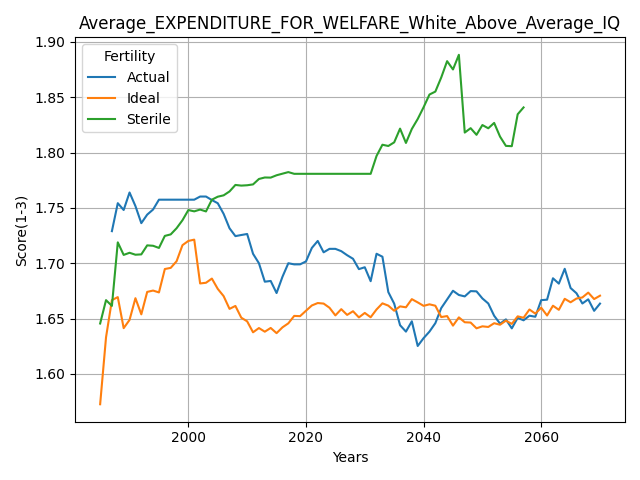 Average_EXPENDITURE_FOR_WELFARE_White_Above_Average_IQ
Fertility
Actual
Ideal
Sterile
Score(1-3)
1.90
1.85
1.80
1.75
1.70
1.65
1.60
2000 2020 2040 2060
Years